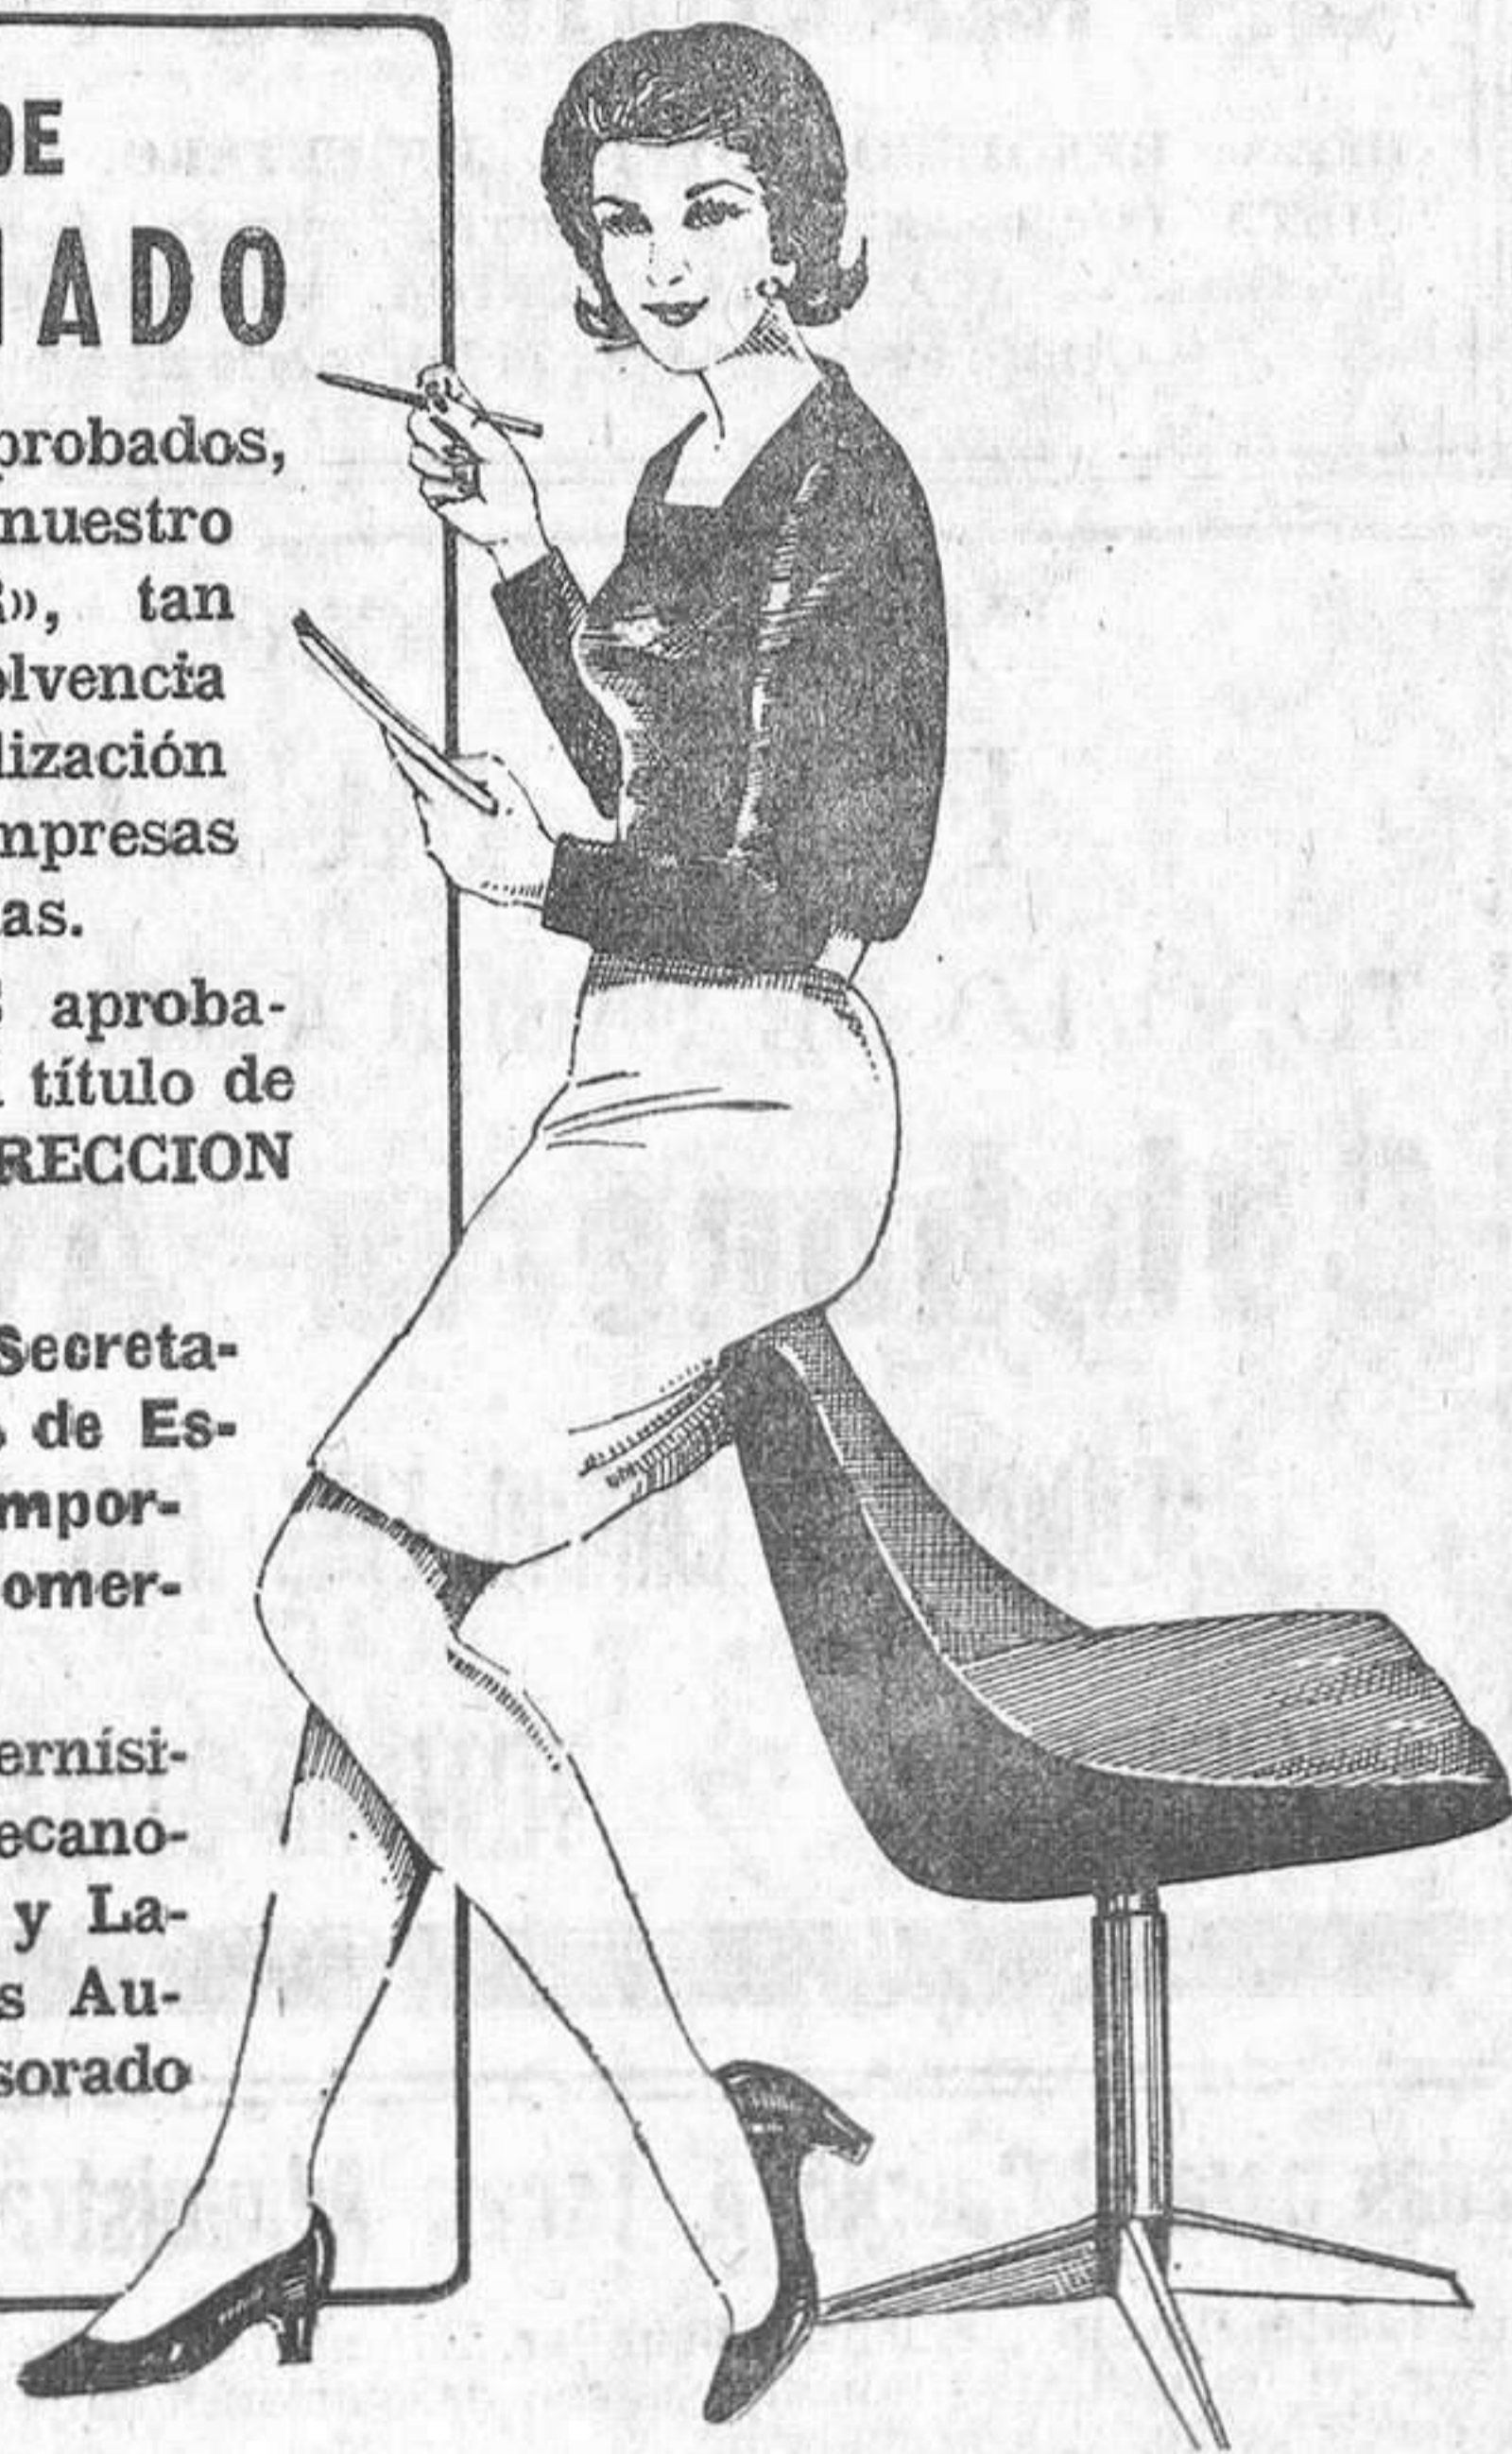 DE
IADO
probados,
nuestro
», tan
olvencia
lización
mpresas
as.
s aproba-
título de
RECCION
Secreta-
s de Es-
mpor-
omer-
ernísi-
ecano-
y La-
s Au-
sorado